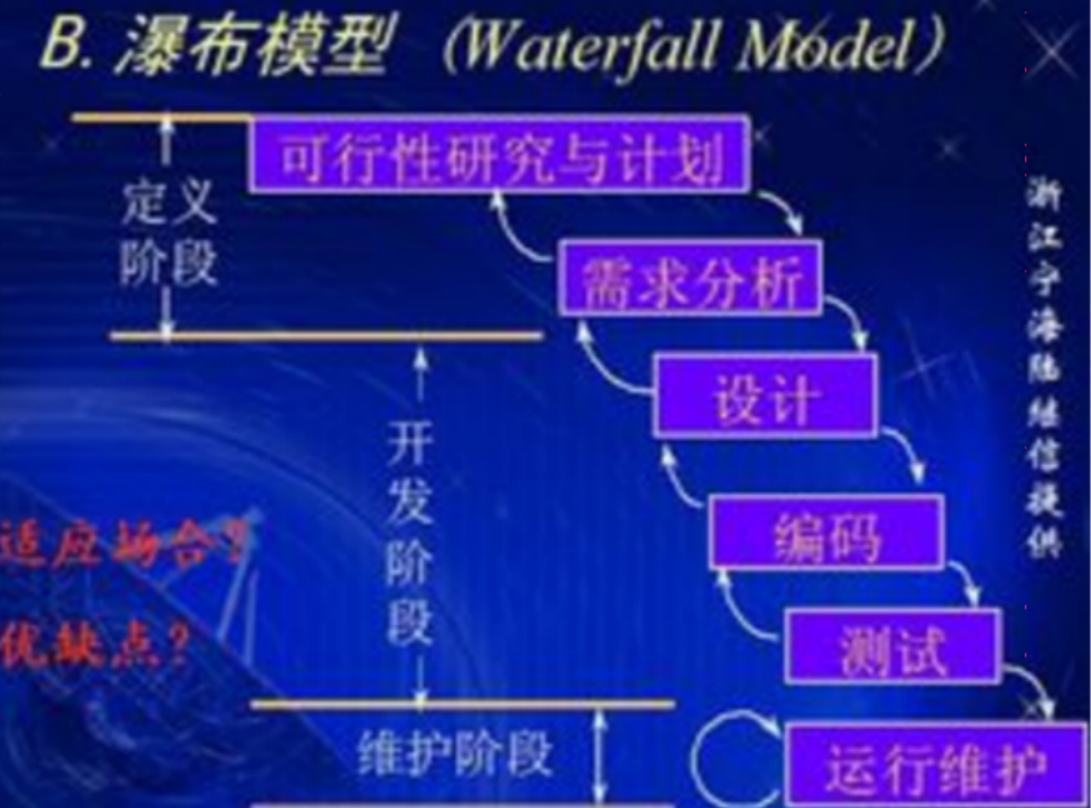 B. 瀑布模型 (Waterfall Model)
可行性研究与计划
定义
阶段
需求分析
设计
开发阶段
编码
适应场合?
测试
优缺点?
维护阶段
运行维护
浙江宁海陆继信提供